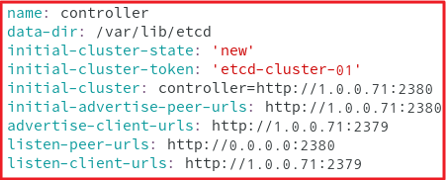 name: controller
data-dir: /var/lib/etcd
initial-cluster-state: 'new'
initial-cluster-token: 'etcd-cluster-01'
initial-cluster: controller=http://1.0.0.71:2380
initial-advertise-peer-urls: http://1.0.0.71:2380
advertise-client-urls: http://1.0.0.71:2379
listen-peer-urls: http://0.0.0.0:2380
listen-client-urls: http://1.0.0.71:2379